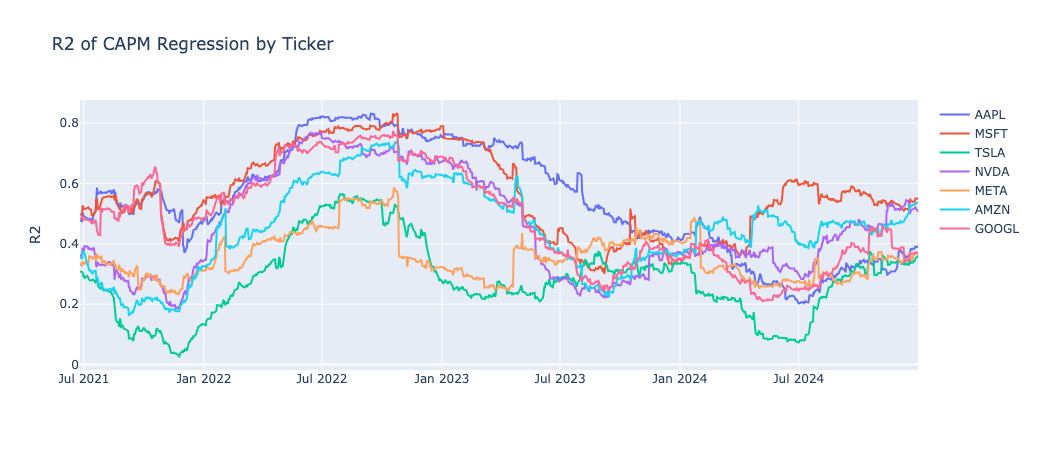 R2 of CAPM Regression by Ticker
R2
0.8
0.6
0.4
0.2
0
Jul 2021
Jan 2022
Jul 2022
Jan 2023
Jul 2023
Jan 2024
Jul 2024
AAPL
MSFT
TSLA
NVDA
META
AMZN
GOOGL